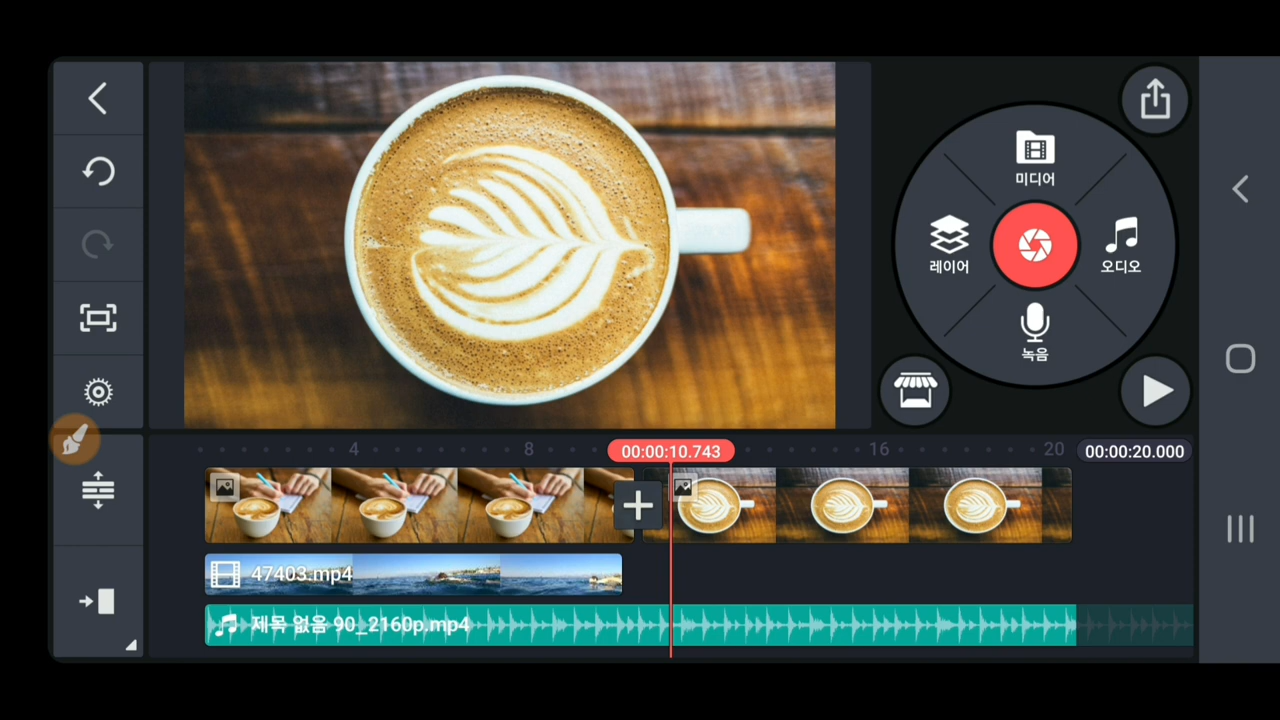 미디어
레이어
오디오
녹음
4
8
00:00:10.743
16
20
00:00:20.000
47403.mp4
제목 없음 90_2160p.mp4